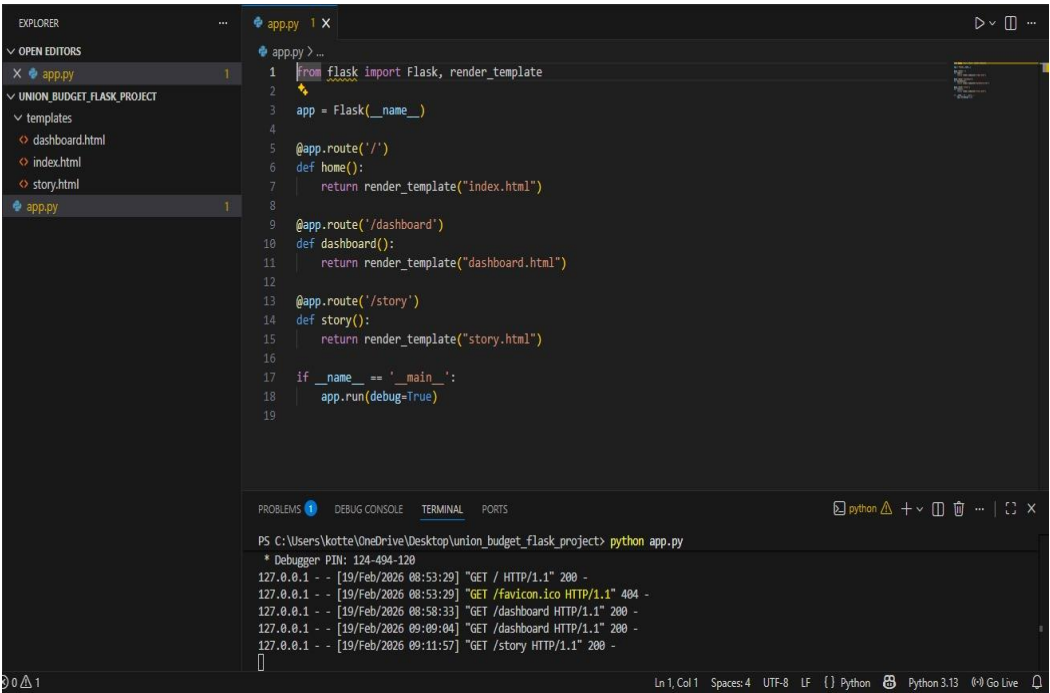 EXPLORER
OPEN EDITORS
app.py 1
UNION_BUDGET_FLASK_PROJECT
templates
dashboard.html
index.html
story.html
app.py 1
app.py 1
app.py > ...
1 from flask import Flask, render_template
2
3 app = Flask(__name__)
4
5 @app.route('/')
6 def home():
7     return render_template("index.html")
8
9 @app.route('/dashboard')
10 def dashboard():
11     return render_template("dashboard.html")
12
13 @app.route('/story')
14 def story():
15     return render_template("story.html")
16
17 if __name__ == '__main__':
18     app.run(debug=True)
19
PROBLEMS 1 DEBUG CONSOLE TERMINAL PORTS python
PS C:\Users\kotte\OneDrive\Desktop\union_budget_flask_project> python app.py
 * Debugger PIN: 124-494-120
127.0.0.1 - - [19/Feb/2026 08:53:29] "GET / HTTP/1.1" 200 -
127.0.0.1 - - [19/Feb/2026 08:53:29] "GET /favicon.ico HTTP/1.1" 404 -
127.0.0.1 - - [19/Feb/2026 08:58:33] "GET /dashboard HTTP/1.1" 200 -
127.0.0.1 - - [19/Feb/2026 09:09:04] "GET /dashboard HTTP/1.1" 200 -
127.0.0.1 - - [19/Feb/2026 09:11:57] "GET /story HTTP/1.1" 200 -
0 1 Ln 1, Col 1 Spaces: 4 UTF-8 LF {} Python Python 3.13 Go Live